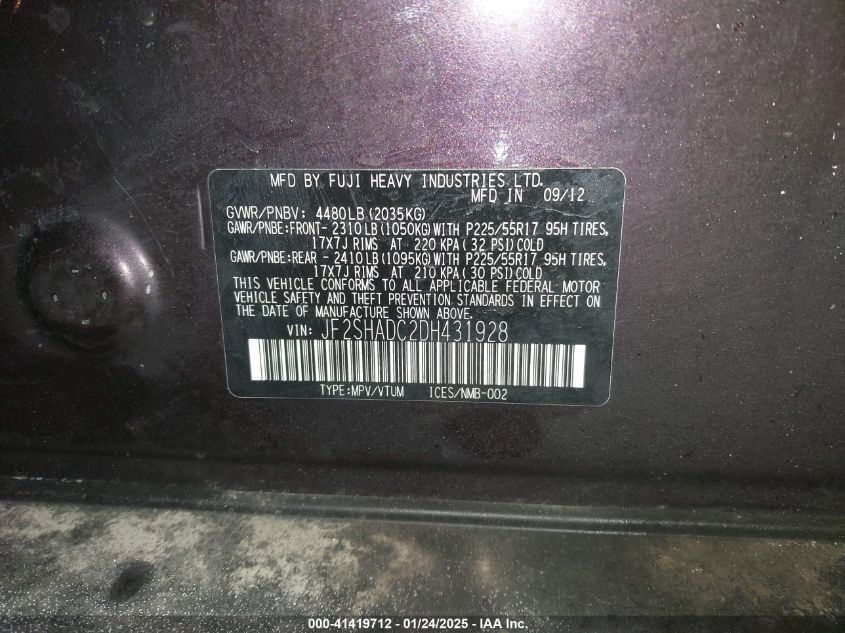 MFD BY FUJI HEAVY INDUSTRIES.LTD.
MFD IN 09/12
GVWR/PNBV: 4480LB(2035KG)
GAWR/PNBE:FRONT- 2310LB(1050KG)WITH P225/55R17 95H TIRES,
17X7J RIMS AT 220 KPA(32 PSI)COLD
GAWR/PNBE:REAR - 2410LB(1095KG)WITH P225/55R17 95H TIRES,
17X7J RIMS AT 210 KPA(30 PSI)COLD
THIS VEHICLE CONFORMS TO ALL APPLICABLE FEDERAL MOTOR
VEHICLE SAFETY AND THEFT PREVENTION STANDARDS IN EFFECT ON
THE DATE OF MANUFACTURE SHOWN ABOVE.
VIN: JF2SHADC2DH431928
TYPE:MPV/VTUM ICES/NMB-002
000-41419712 - 01/24/2025 - IAA Inc.